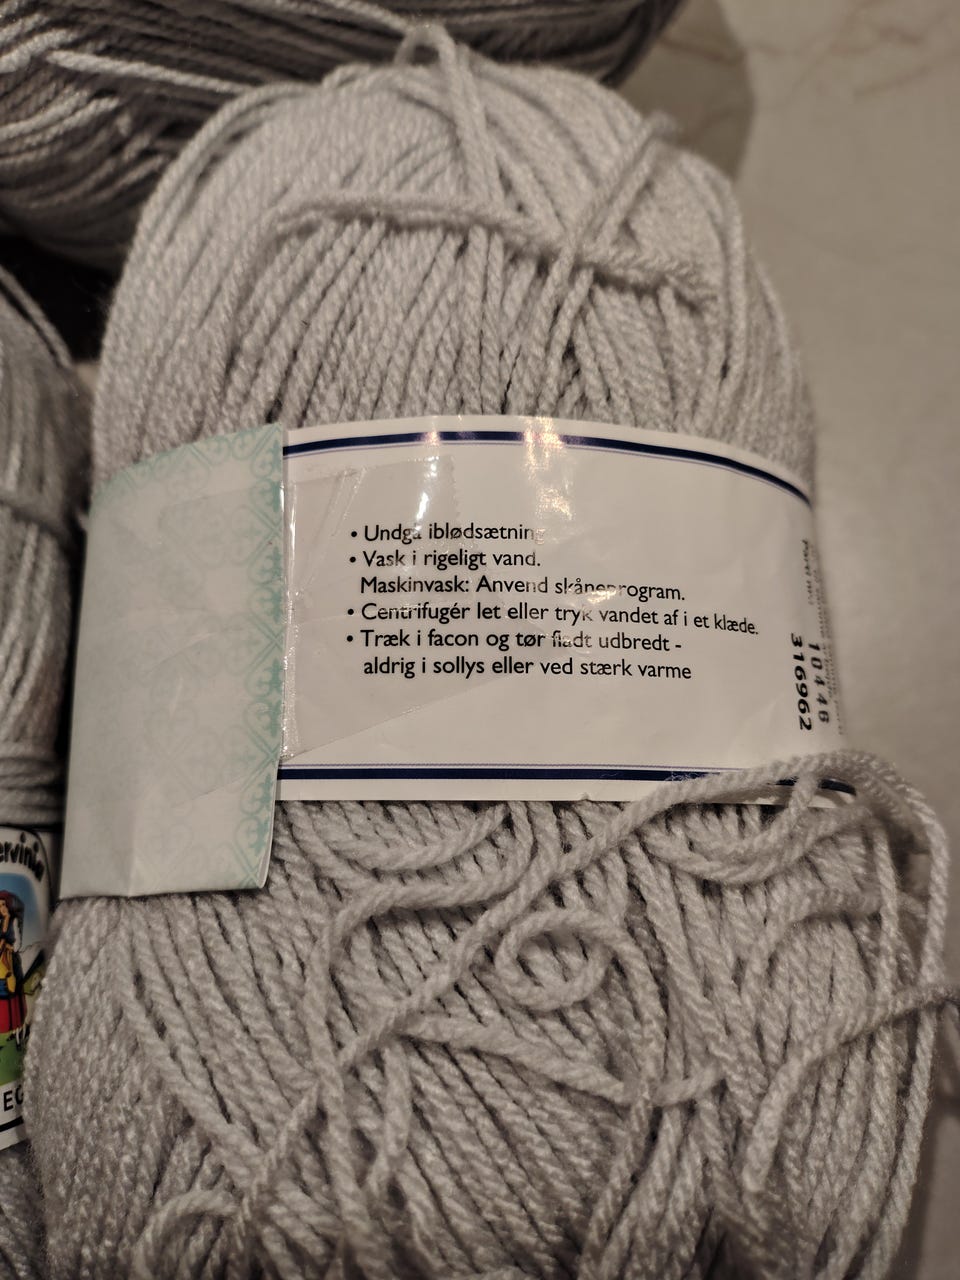 • Undgå iblødsætning
• Vask i rigeligt vand.
Maskinvask: Anvend skåneprogram.
• Centrifugér let eller tryk vandet af i et klæde.
• Træk i facon og tør fladt udbredt -
aldrig i sollys eller ved stærk varme
10446
316962